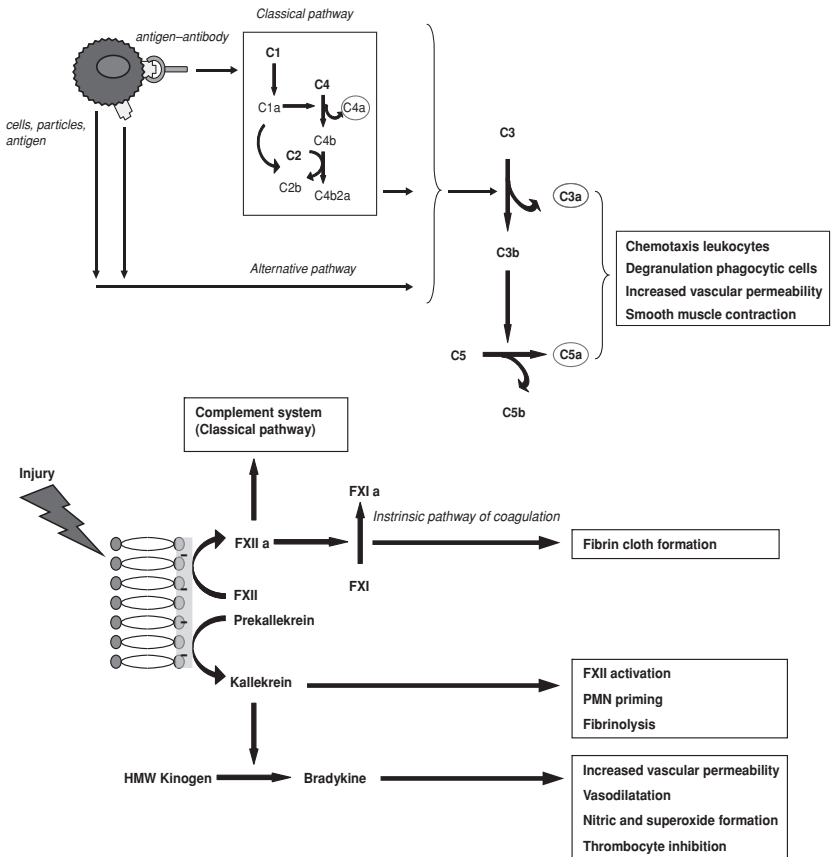 Classical pathway
antigen–antibody
cells, particles,
antigen
C1
C1a
C4
C4a
C4b
C2
C2b
C4b2a
Alternative pathway
C3
C3a
C3b
C5
C5a
C5b
Chemotaxis leukocytes
Degranulation phagocytic cells
Increased vascular permeability
Smooth muscle contraction
Complement system
(Classical pathway)
Injury
FXII a
FXI a
Instrinsic pathway of coagulation
Fibrin cloth formation
FXI
FXII
Prekallekrein
Kallekrein
FXII activation
PMN priming
Fibrinolysis
HMW Kinogen
Bradykine
Increased vascular permeability
Vasodilatation
Nitric and superoxide formation
Thrombocyte inhibition